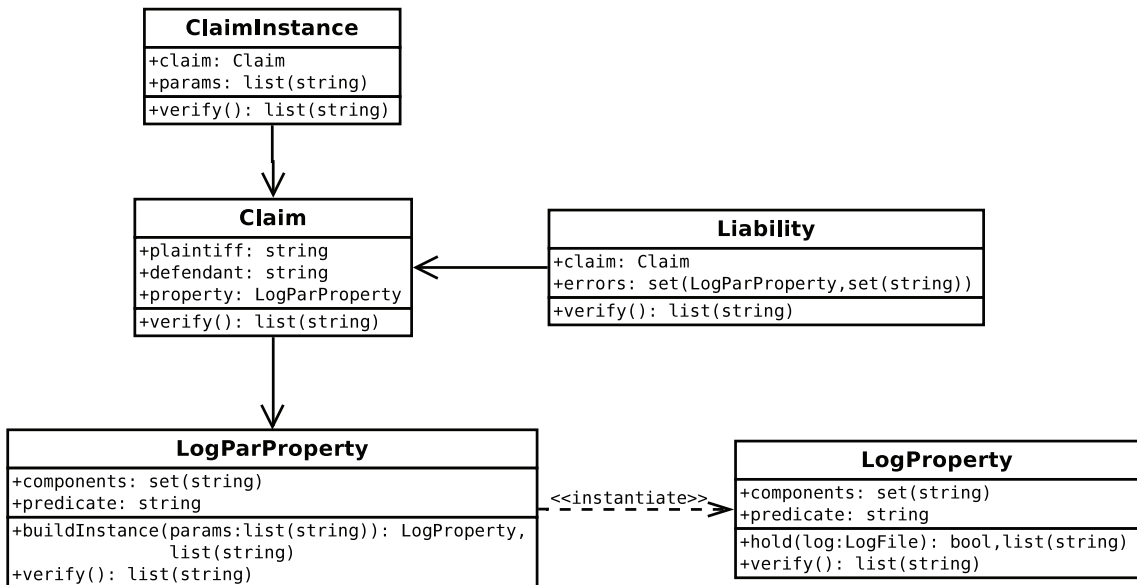 ClaimInstance
+claim: Claim
+params: list(string)
+verify(): list(string)
Claim
+plaintiff: string
+defendant: string
+property: LogParProperty
+verify(): list(string)
Liability
+claim: Claim
+errors: set(LogParProperty,set(string))
+verify(): list(string)
LogParProperty
+components: set(string)
+predicate: string
+buildInstance(params:list(string)): LogProperty,
list(string)
+verify(): list(string)
<<instantiate>>
LogProperty
+components: set(string)
+predicate: string
+hold(log:LogFile): bool,list(string)
+verify(): list(string)